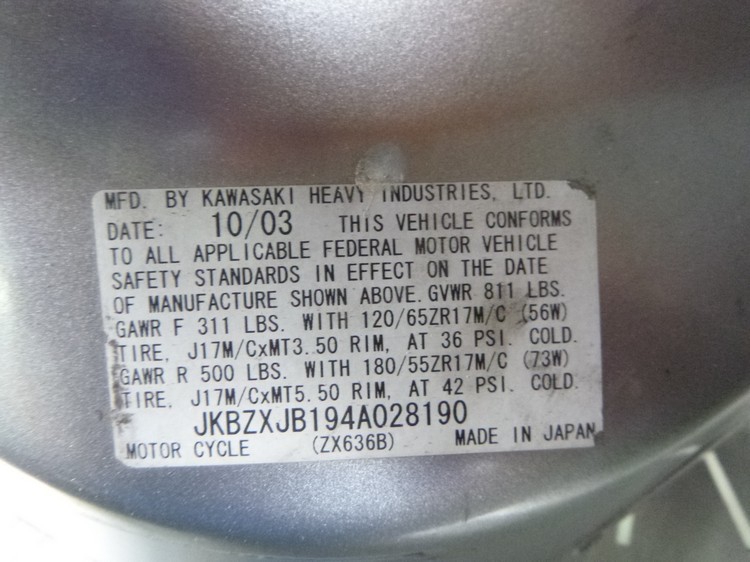 MFD. BY KAWASAKI HEAVY INDUSTRIES, LTD.
DATE: 10/03 THIS VEHICLE CONFORMS
TO ALL APPLICABLE FEDERAL MOTOR VEHICLE
SAFETY STANDARDS IN EFFECT ON THE DATE
OF MANUFACTURE SHOWN ABOVE. GVWR 811 LBS.
GAWR F 311 LBS. WITH 120/65ZR17M/C (56W)
TIRE, J17M/CxMT3.50 RIM, AT 36 PSI. COLD.
GAWR R 500 LBS. WITH 180/55ZR17M/C (73W)
TIRE, J17M/CxMT5.50 RIM, AT 42 PSI. COLD.
JKBZXJB194A028190
MOTOR CYCLE (ZX636B) MADE IN JAPAN